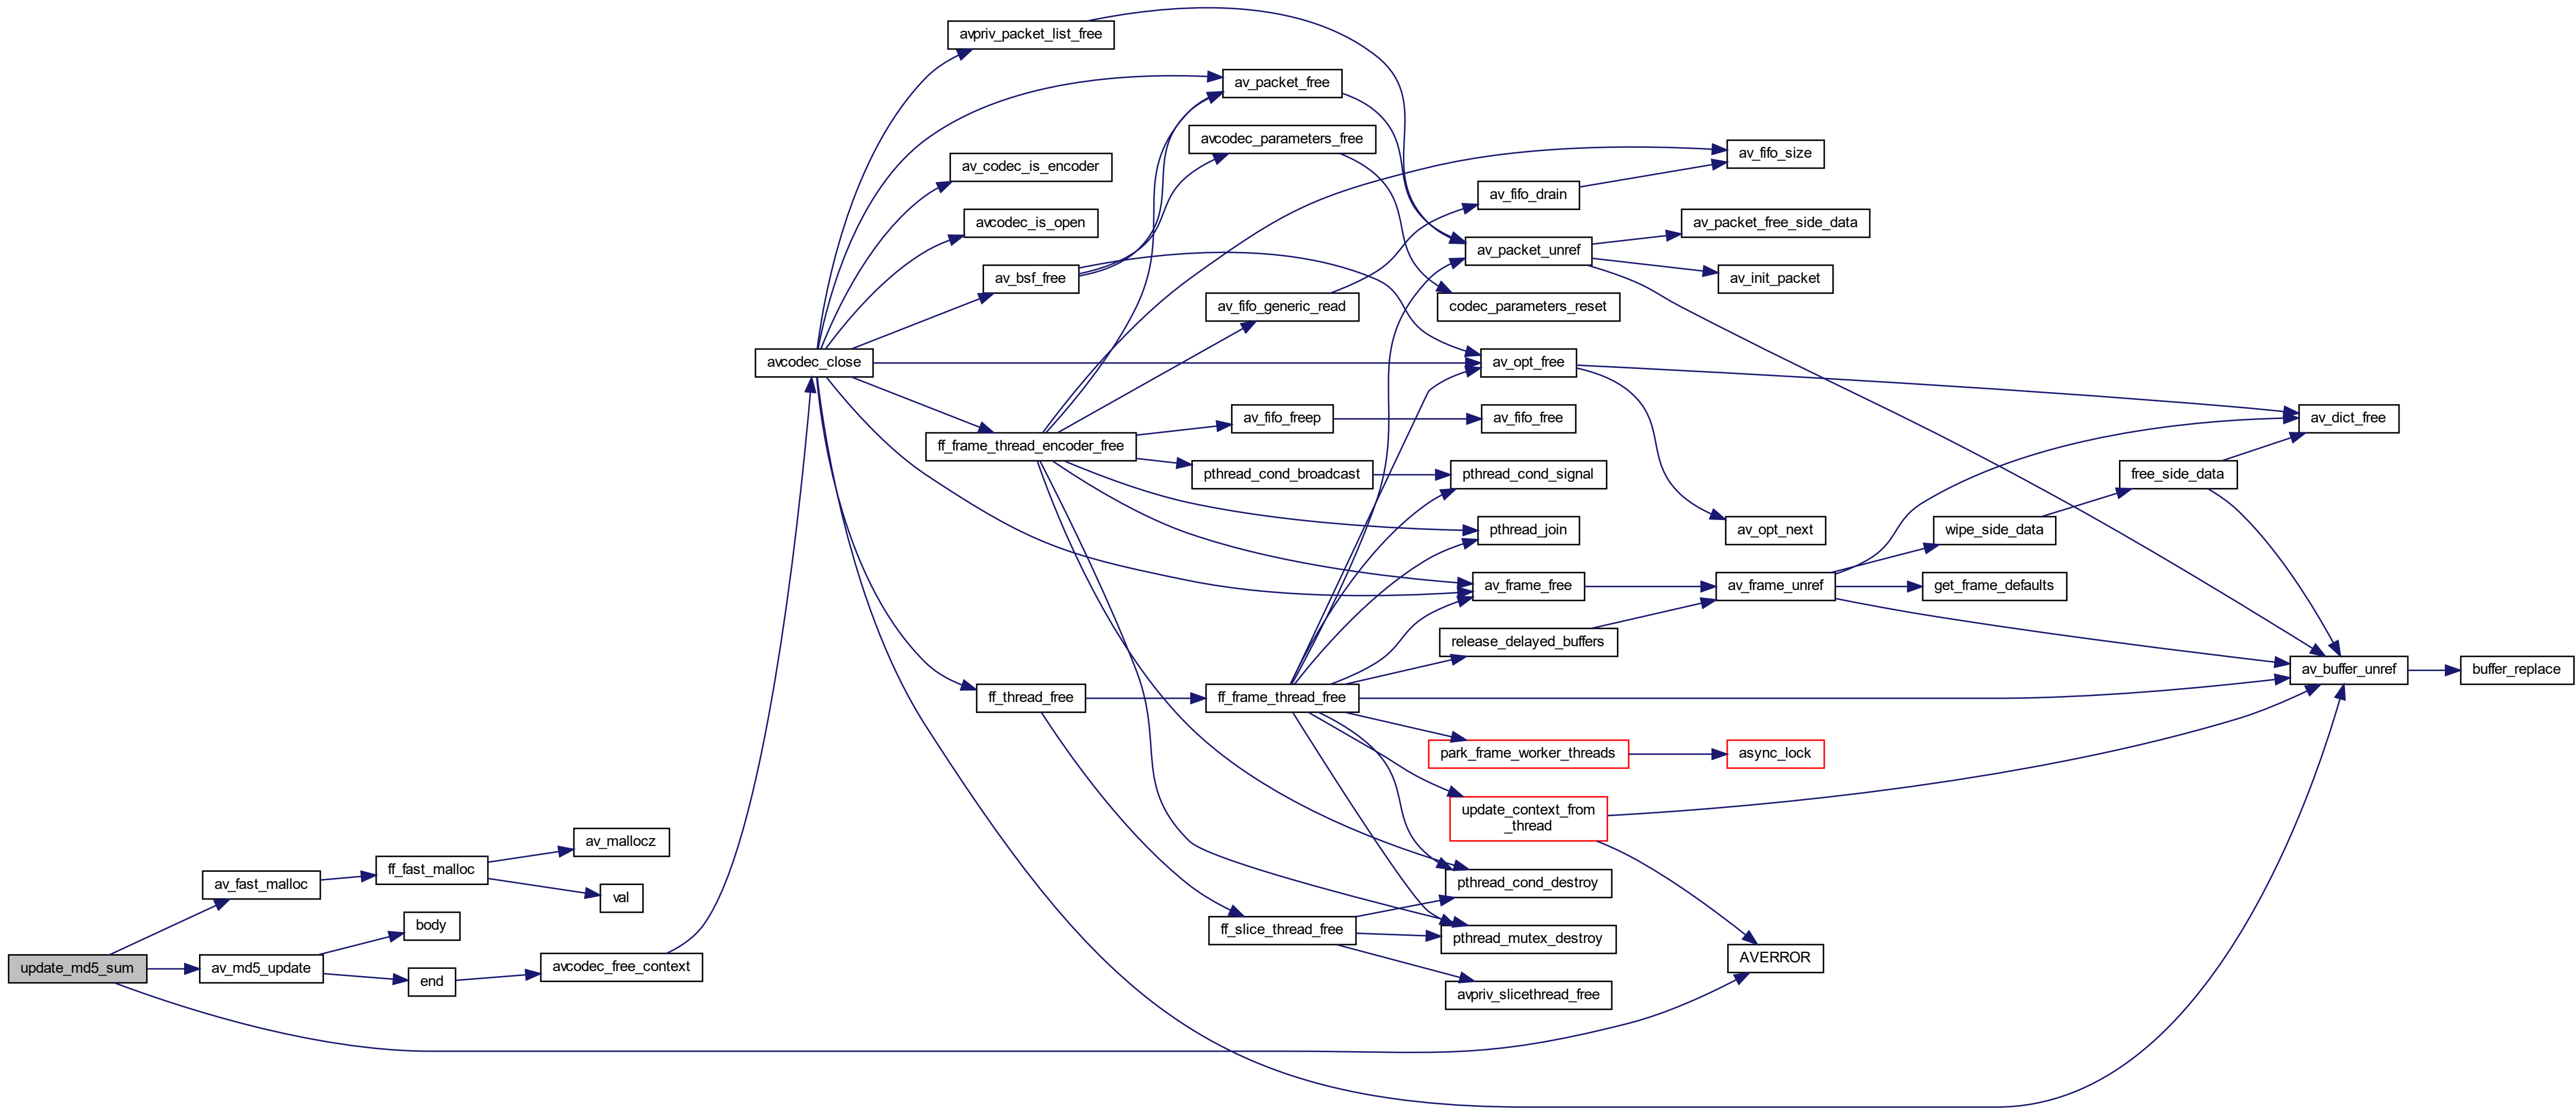 avpriv_packet_list_free
av_packet_free
avcodec_parameters_free
av_codec_is_encoder
av_fifo_size
av_fifo_drain
avcodec_is_open
av_packet_free_side_data
av_packet_unref
av_bsf_free
av_init_packet
av_fifo_generic_read
codec_parameters_reset
avcodec_close
av_opt_free
av_fifo_freep
av_fifo_free
av_dict_free
ff_frame_thread_encoder_free
pthread_cond_broadcast
pthread_cond_signal
free_side_data
pthread_join
av_opt_next
wipe_side_data
av_frame_free
av_frame_unref
get_frame_defaults
release_delayed_buffers
av_buffer_unref
buffer_replace
ff_thread_free
ff_frame_thread_free
park_frame_worker_threads
async_lock
update_context_from
_thread
av_mallocz
ff_fast_malloc
av_fast_malloc
pthread_cond_destroy
val
body
ff_slice_thread_free
pthread_mutex_destroy
AVERROR
update_md5_sum
av_md5_update
avcodec_free_context
end
avpriv_slicethread_free